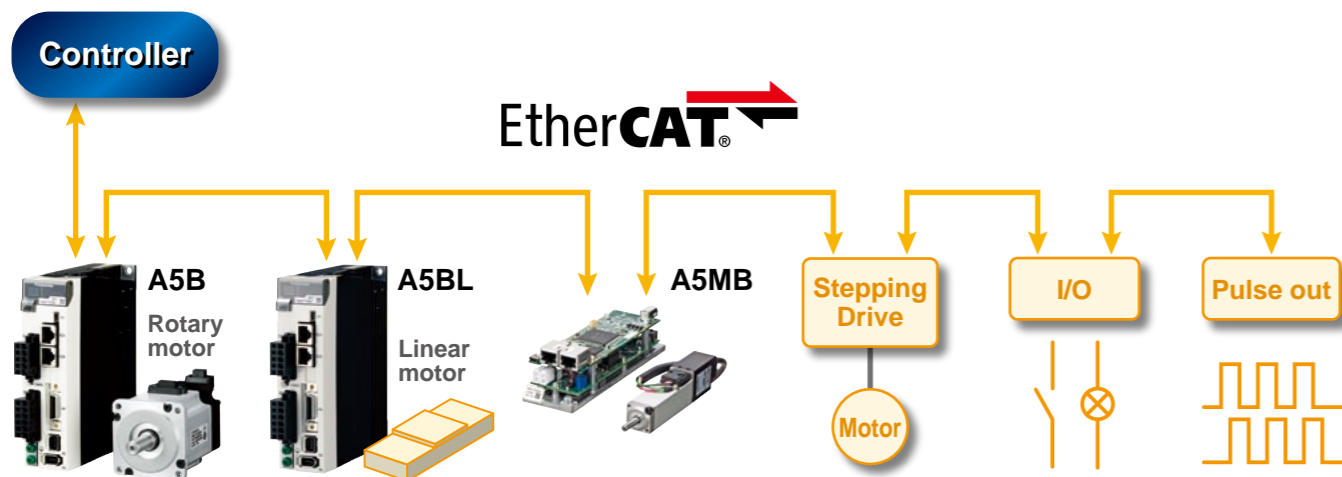 Controller
EtherCAT®
A5B
Rotary
motor
A5BL
Linear
motor
A5MB
Stepping
Drive
Motor
I/O
Pulse out